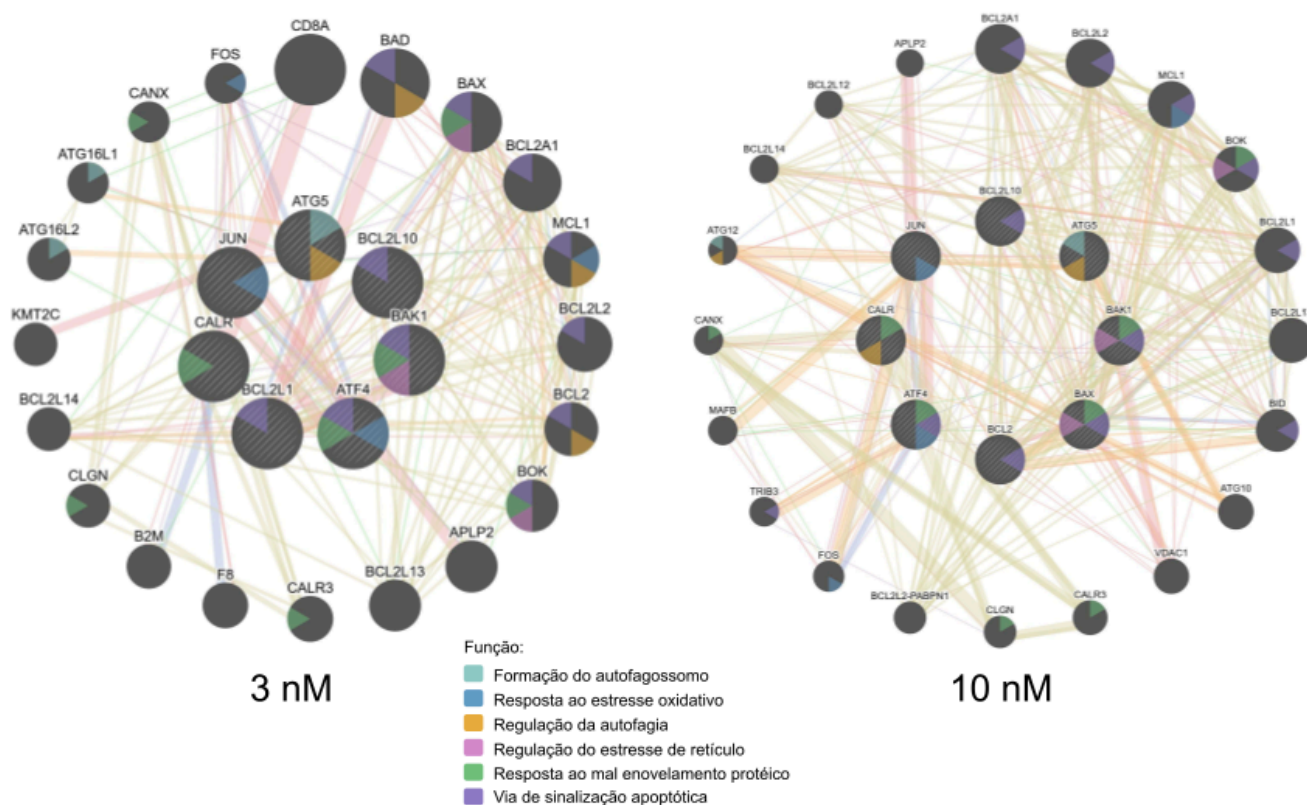 CD8A
FOS
BAD
CANX
BAX
ATG16L1
BCL2A1
ATG5
ATG16L2
JUN
BCL2L10
MCL1
KMT2C
CALR
BAK1
BCL2L2
BCL2L14
BCL2L1
ATF4
BCL2
CLGN
BOK
B2M
APLP2
F8
BCL2L13
CALR3
3 nM
BCL2A1
APLP2
BCL2L2
BCL2L12
MCL1
BCL2L14
BOK
BCL2L10
ATG12
JUN
ATG5
BCL2L1
CANX
CALR
BAK1
BCL2L1
MAFB
ATF4
BAX
BID
BCL2
TRIB3
ATG10
FOS
VDAC1
BCL2L2-PABPN1
CLGN
CALR3
10 nM
Função:
Formação do autofagossomo
Resposta ao estresse oxidativo
Regulação da autofagia
Regulação do estresse de retículo
Resposta ao mal enovelamento protéico
Via de sinalização apoptótica